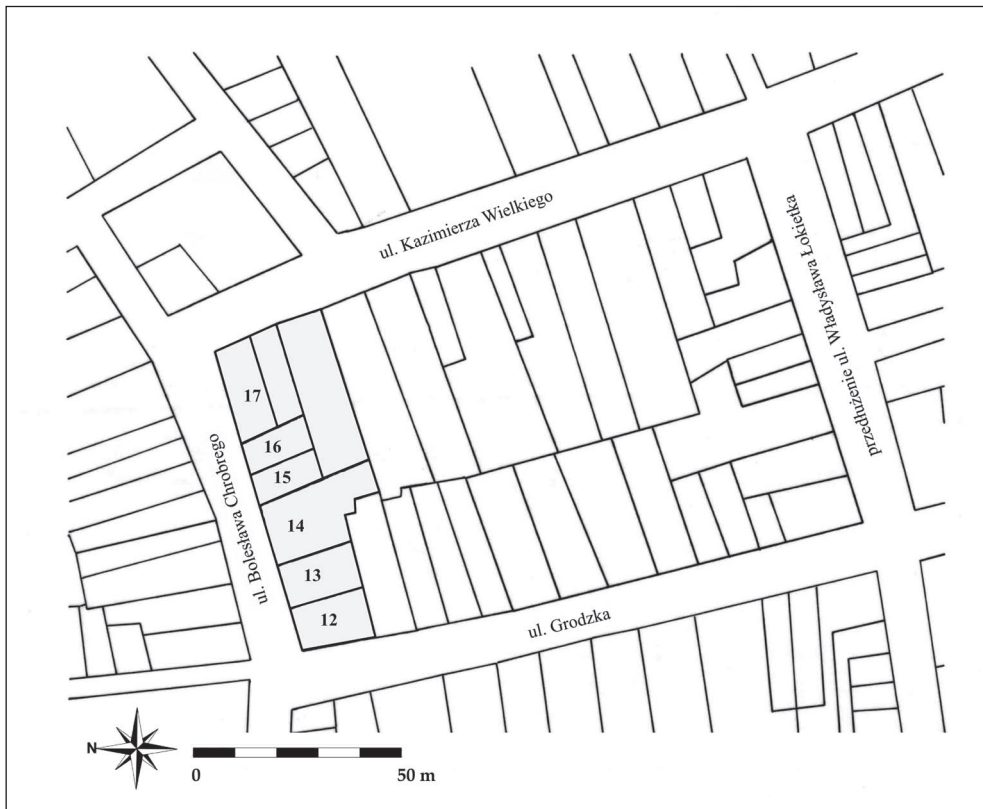 ul. Kazimierza Wielkiego
przedłużenie ul. Władysława Łokietka
17
16
15
14
13
12
ul. Bolesława Chrobrego
ul. Grodzka
N
0 50 m